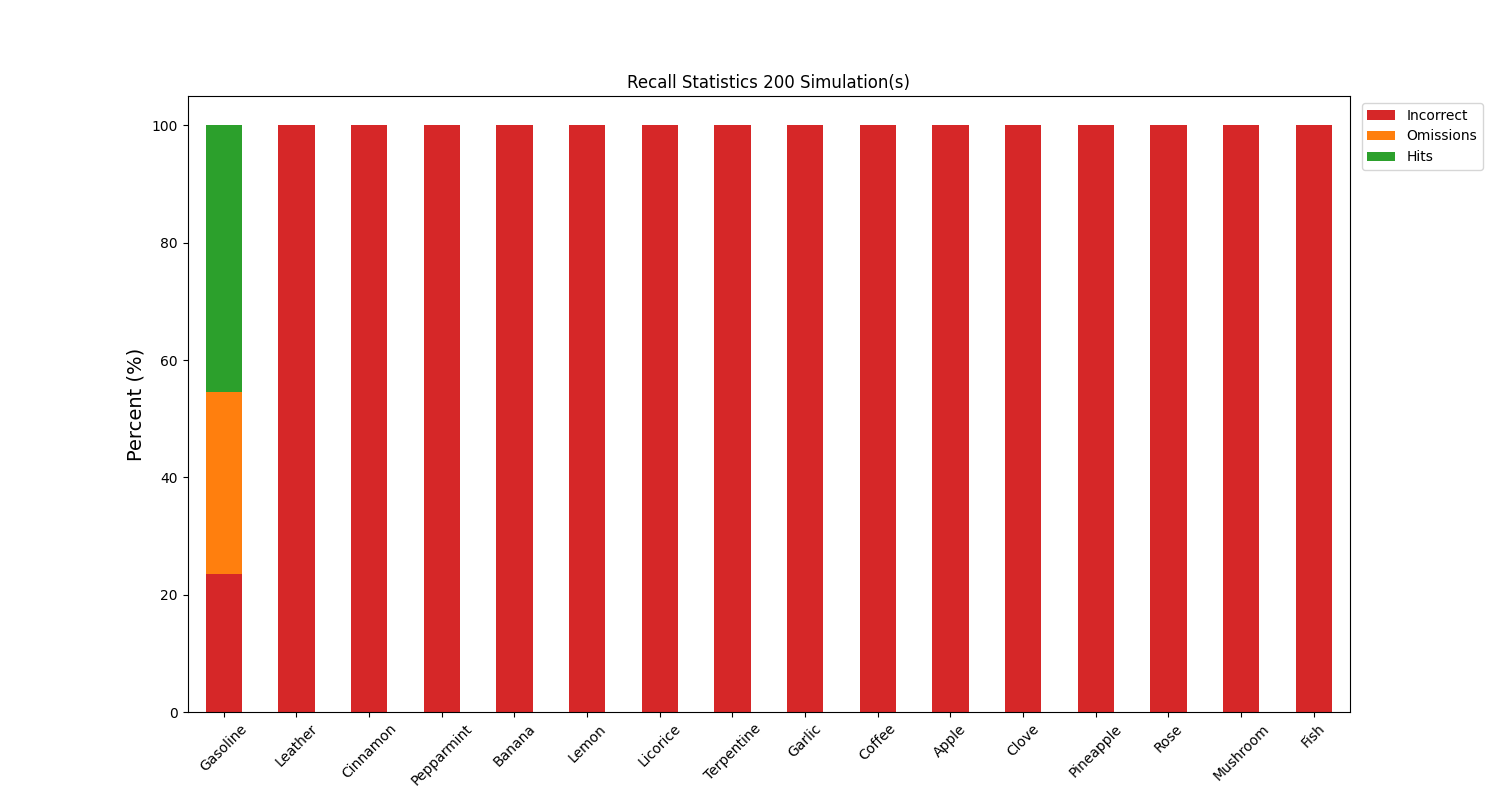 Recall Statistics 200 Simulation(s)
Incorrect
Omissions
Hits
Percent (%)
100
80
60
40
20
0
Gasoline
Leather
Cinnamon
Pepparmint
Banana
Lemon
Licorice
Terpentine
Garlic
Coffee
Apple
Clove
Pineapple
Rose
Mushroom
Fish